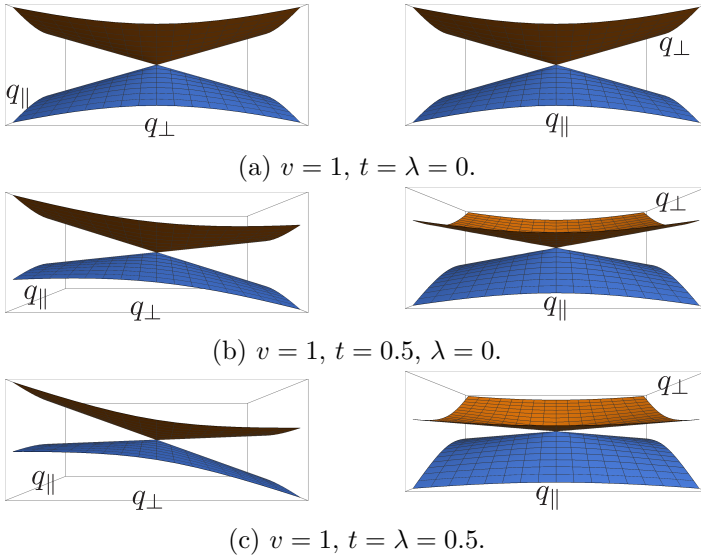 q∥ q⊥ q∥ q⊥
(a) v = 1, t = λ = 0.
q∥ q⊥ q∥ q⊥
(b) v = 1, t = 0.5, λ = 0.
q∥ q⊥ q∥ q⊥
(c) v = 1, t = λ = 0.5.